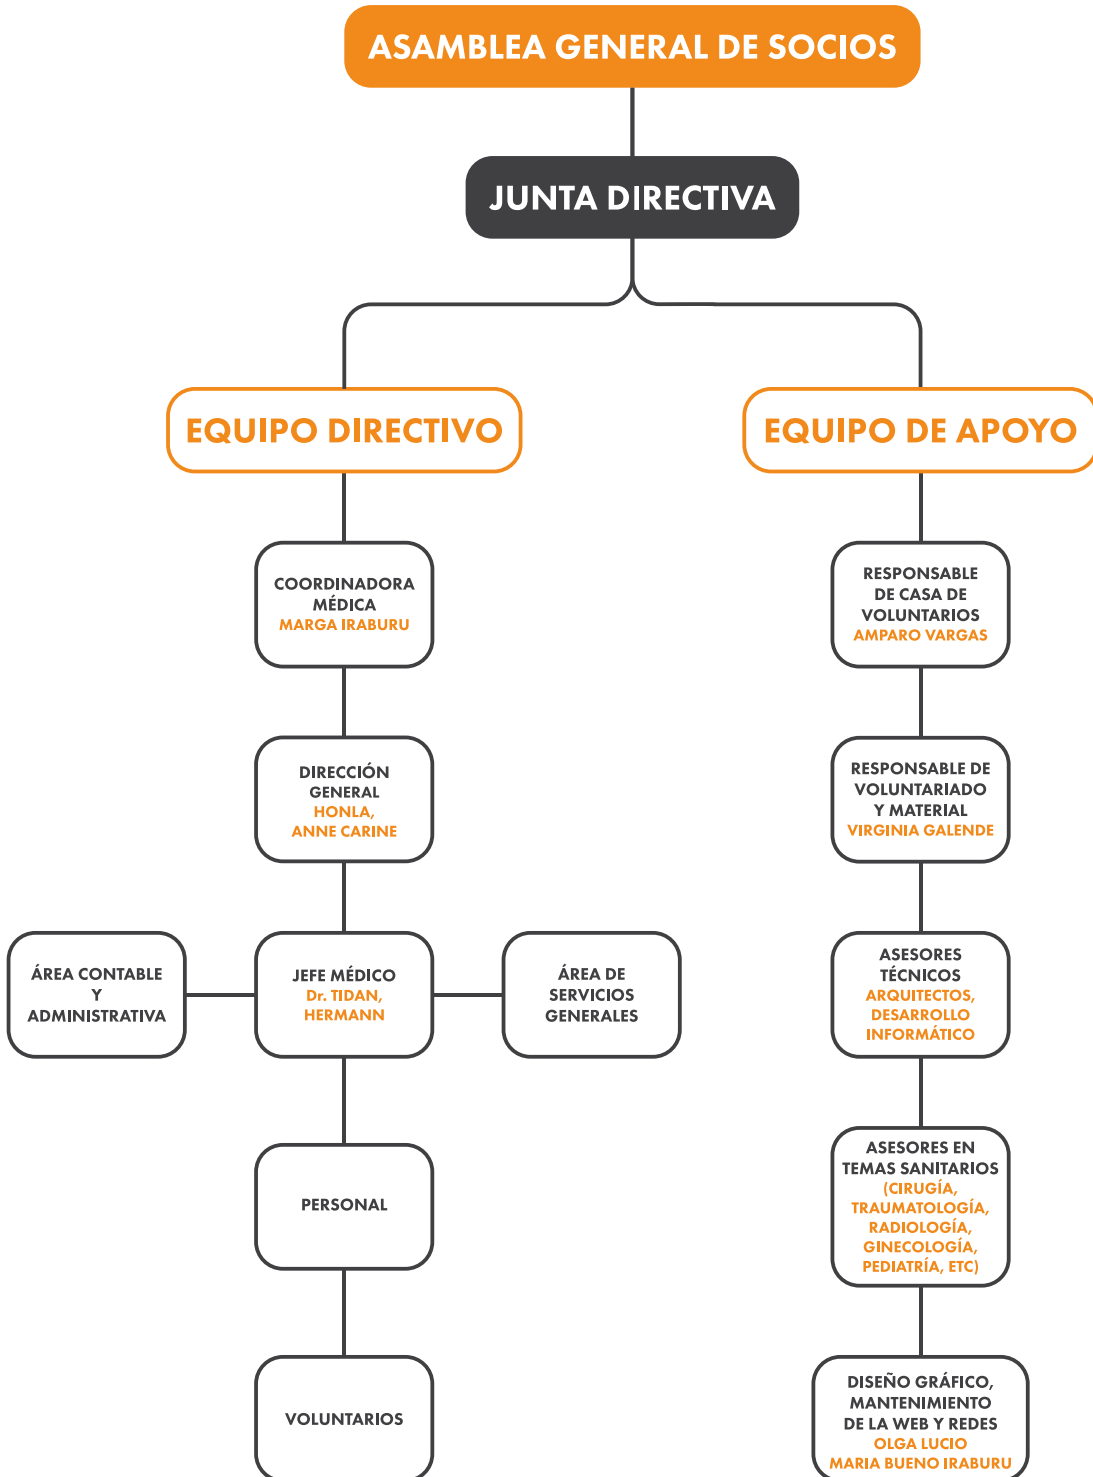 ASAMBLEA GENERAL DE SOCIOS
JUNTA DIRECTIVA
EQUIPO DIRECTIVO
EQUIPO DE APOYO
COORDINADORA
MÉDICA
MARGA IRABURU
RESPONSABLE
DE CASA DE
VOLUNTARIOS
AMPARO VARGAS
DIRECCIÓN
GENERAL
HONLA,
ANNE CARINE
RESPONSABLE DE
VOLUNTARIADO
Y MATERIAL
VIRGINIA GALENDE
ÁREA CONTABLE
Y
ADMINISTRATIVA
JEFE MÉDICO
Dr. TIDAN,
HERMANN
ÁREA DE
SERVICIOS
GENERALES
ASESORES
TÉCNICOS
ARQUITECTOS,
DESARROLLO
INFORMÁTICO
PERSONAL
ASESORES EN
TEMAS SANITARIOS
(CIRUGÍA,
TRAUMATOLOGÍA,
RADIOLOGÍA,
GINECOLOGÍA,
PEDIATRÍA, ETC)
VOLUNTARIOS
DISEÑO GRÁFICO,
MANTENIMIENTO
DE LA WEB Y REDES
OLGA LUCIO
MARIA BUENO IRABURU